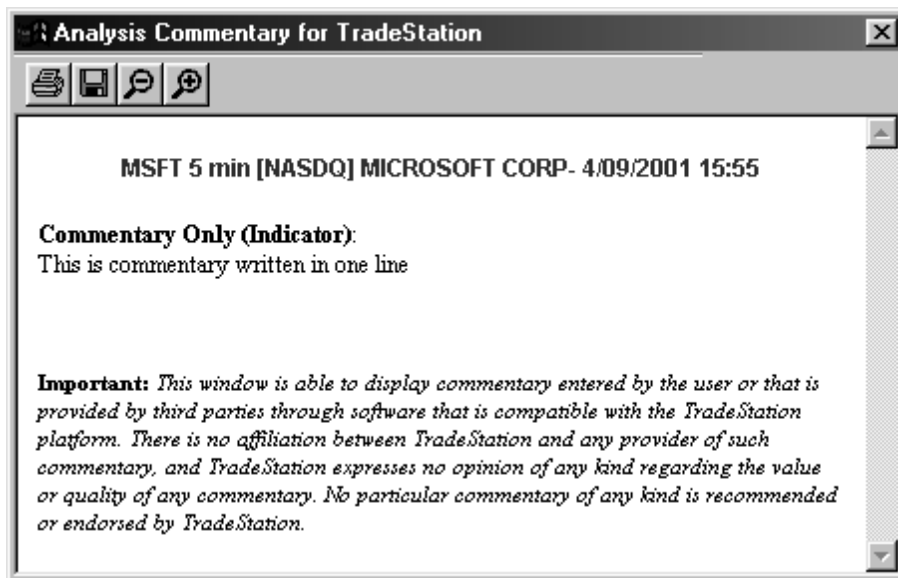 Analysis Commentary for TradeStation
MSFT 5 min [NASDQ] MICROSOFT CORP- 4/09/2001 15:55
Commentary Only (Indicator):
This is commentary written in one line
Important: This window is able to display commentary entered by the user or that is
provided by third parties through software that is compatible with the TradeStation
platform. There is no affiliation between TradeStation and any provider of such
commentary, and TradeStation expresses no opinion of any kind regarding the value
or quality of any commentary. No particular commentary of any kind is recommended
or endorsed by TradeStation.